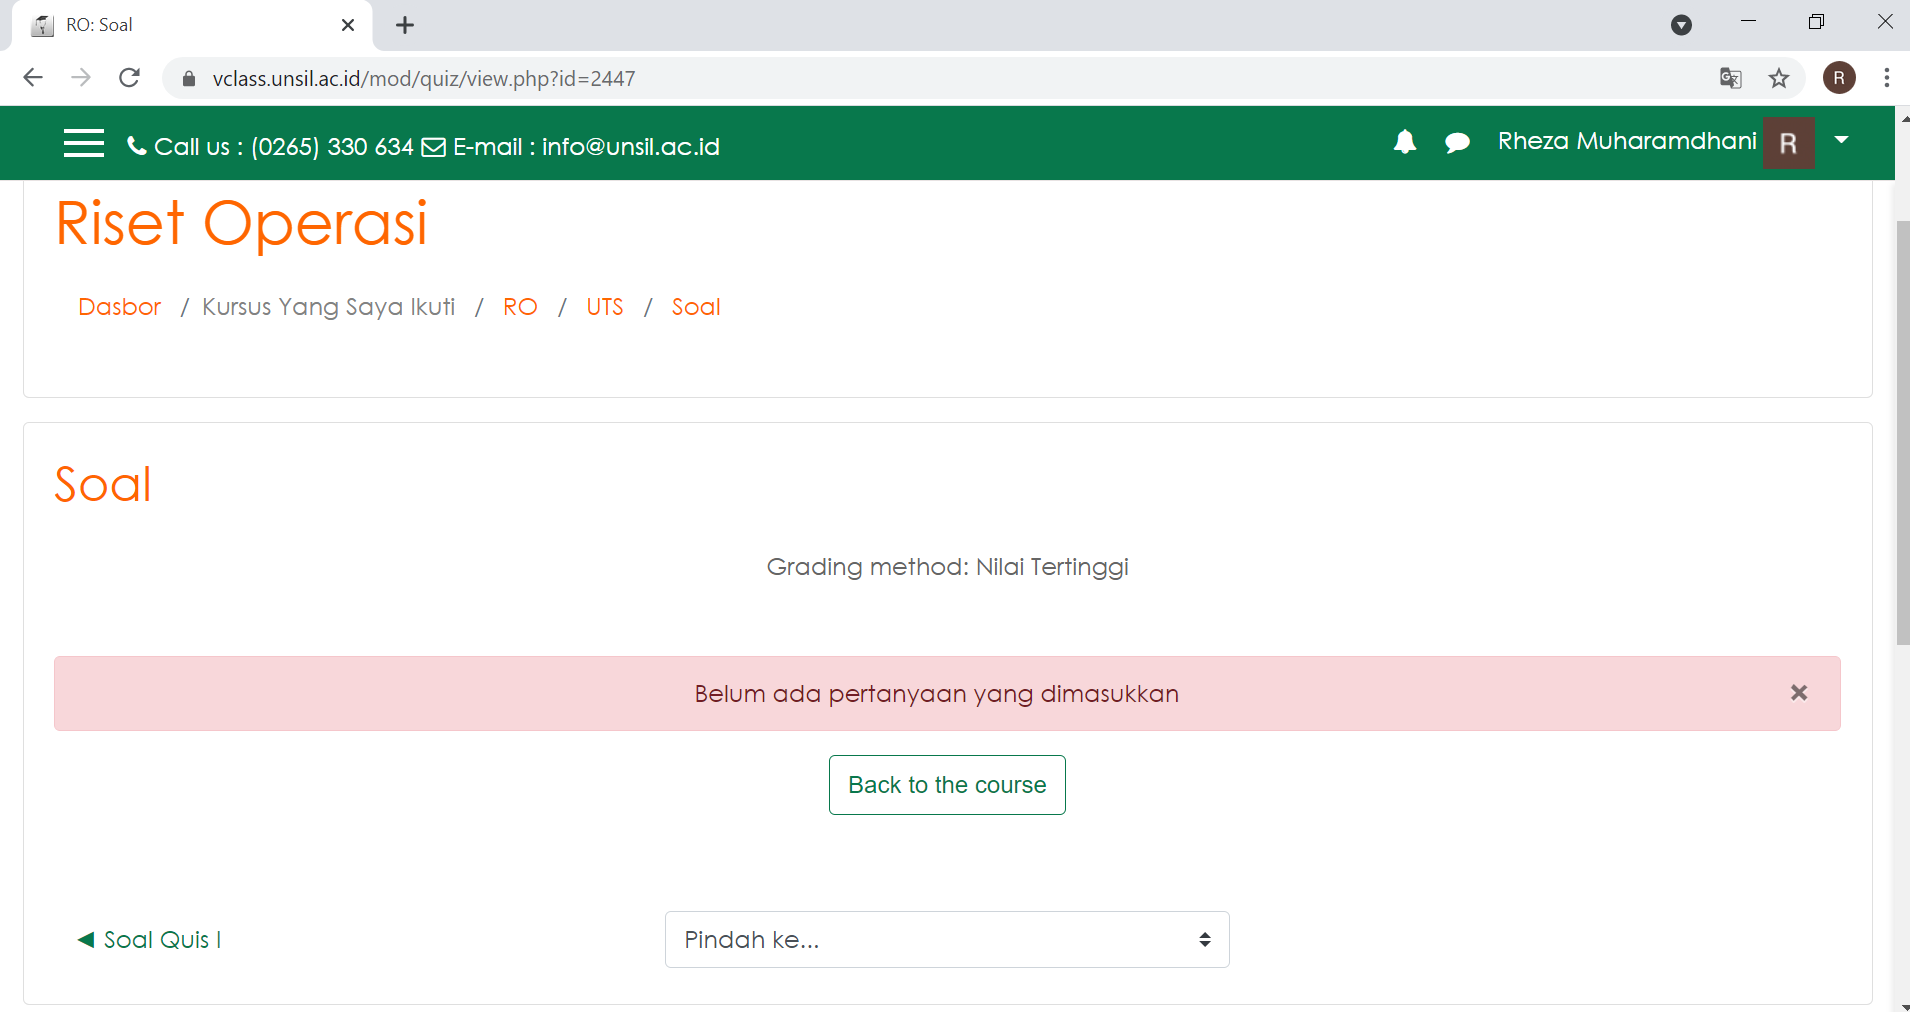 RO: Soal
vclass.unsil.ac.id/mod/quiz/view.php?id=2447
R
Call us : (0265) 330 634 E-mail : info@unsil.ac.id
Rheza Muharamdhani R
Riset Operasi
Dasbor / Kursus Yang Saya Ikuti / RO / UTS / Soal
Soal
Grading method: Nilai Tertinggi
Belum ada pertanyaan yang dimasukkan
Back to the course
◀ Soal Quis I
Pindah ke...